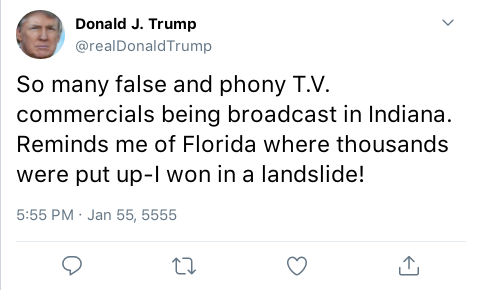 Donald J. Trump
@realDonaldTrump
So many false and phony T.V.
commercials being broadcast in Indiana.
Reminds me of Florida where thousands
were put up-I won in a landslide!
5:55 PM · Jan 55, 5555